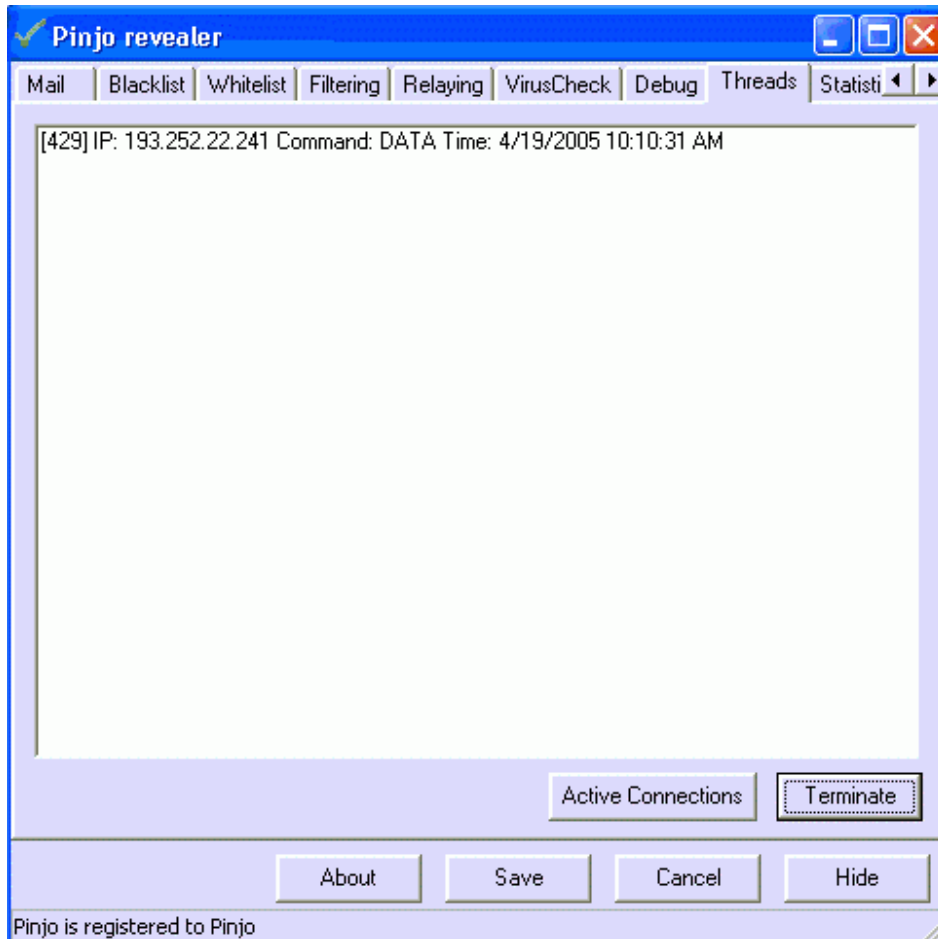 Pinjo revealer
Mail Blacklist Whitelist Filtering Relaying VirusCheck Debug Threads Statisti
[429] IP: 193.252.22.241 Command: DATA Time: 4/19/2005 10:10:31 AM
Active Connections Terminate
About Save Cancel Hide
Pinjo is registered to Pinjo